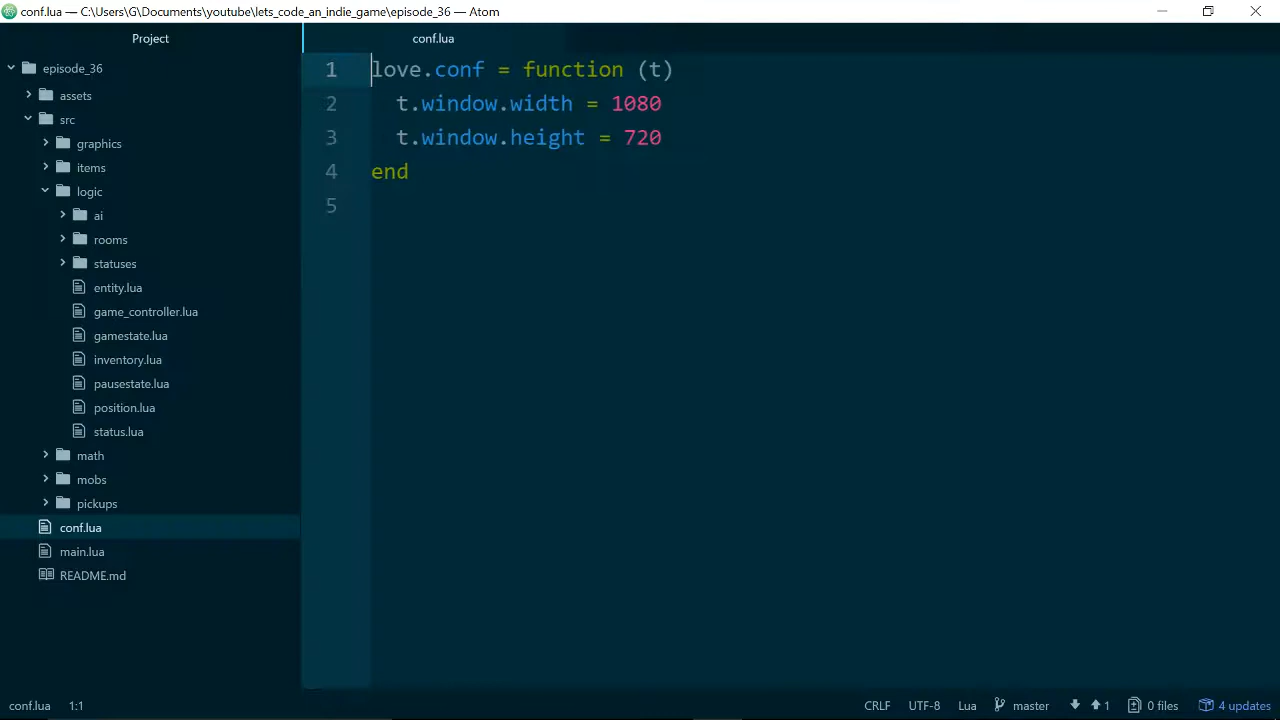 conf.lua — C:\Users\G\Documents\youtube\lets_code_an_indie_game\episode_36 — Atom
Project
episode_36
assets
src
graphics
items
logic
ai
rooms
statuses
entity.lua
game_controller.lua
gamestate.lua
inventory.lua
pausestate.lua
position.lua
status.lua
math
mobs
pickups
conf.lua
main.lua
README.md
conf.lua
1 love.conf = function (t)
2 t.window.width = 1080
3 t.window.height = 720
4 end
5
conf.lua 1:1 CRLF UTF-8 Lua master 1 0 files 4 updates